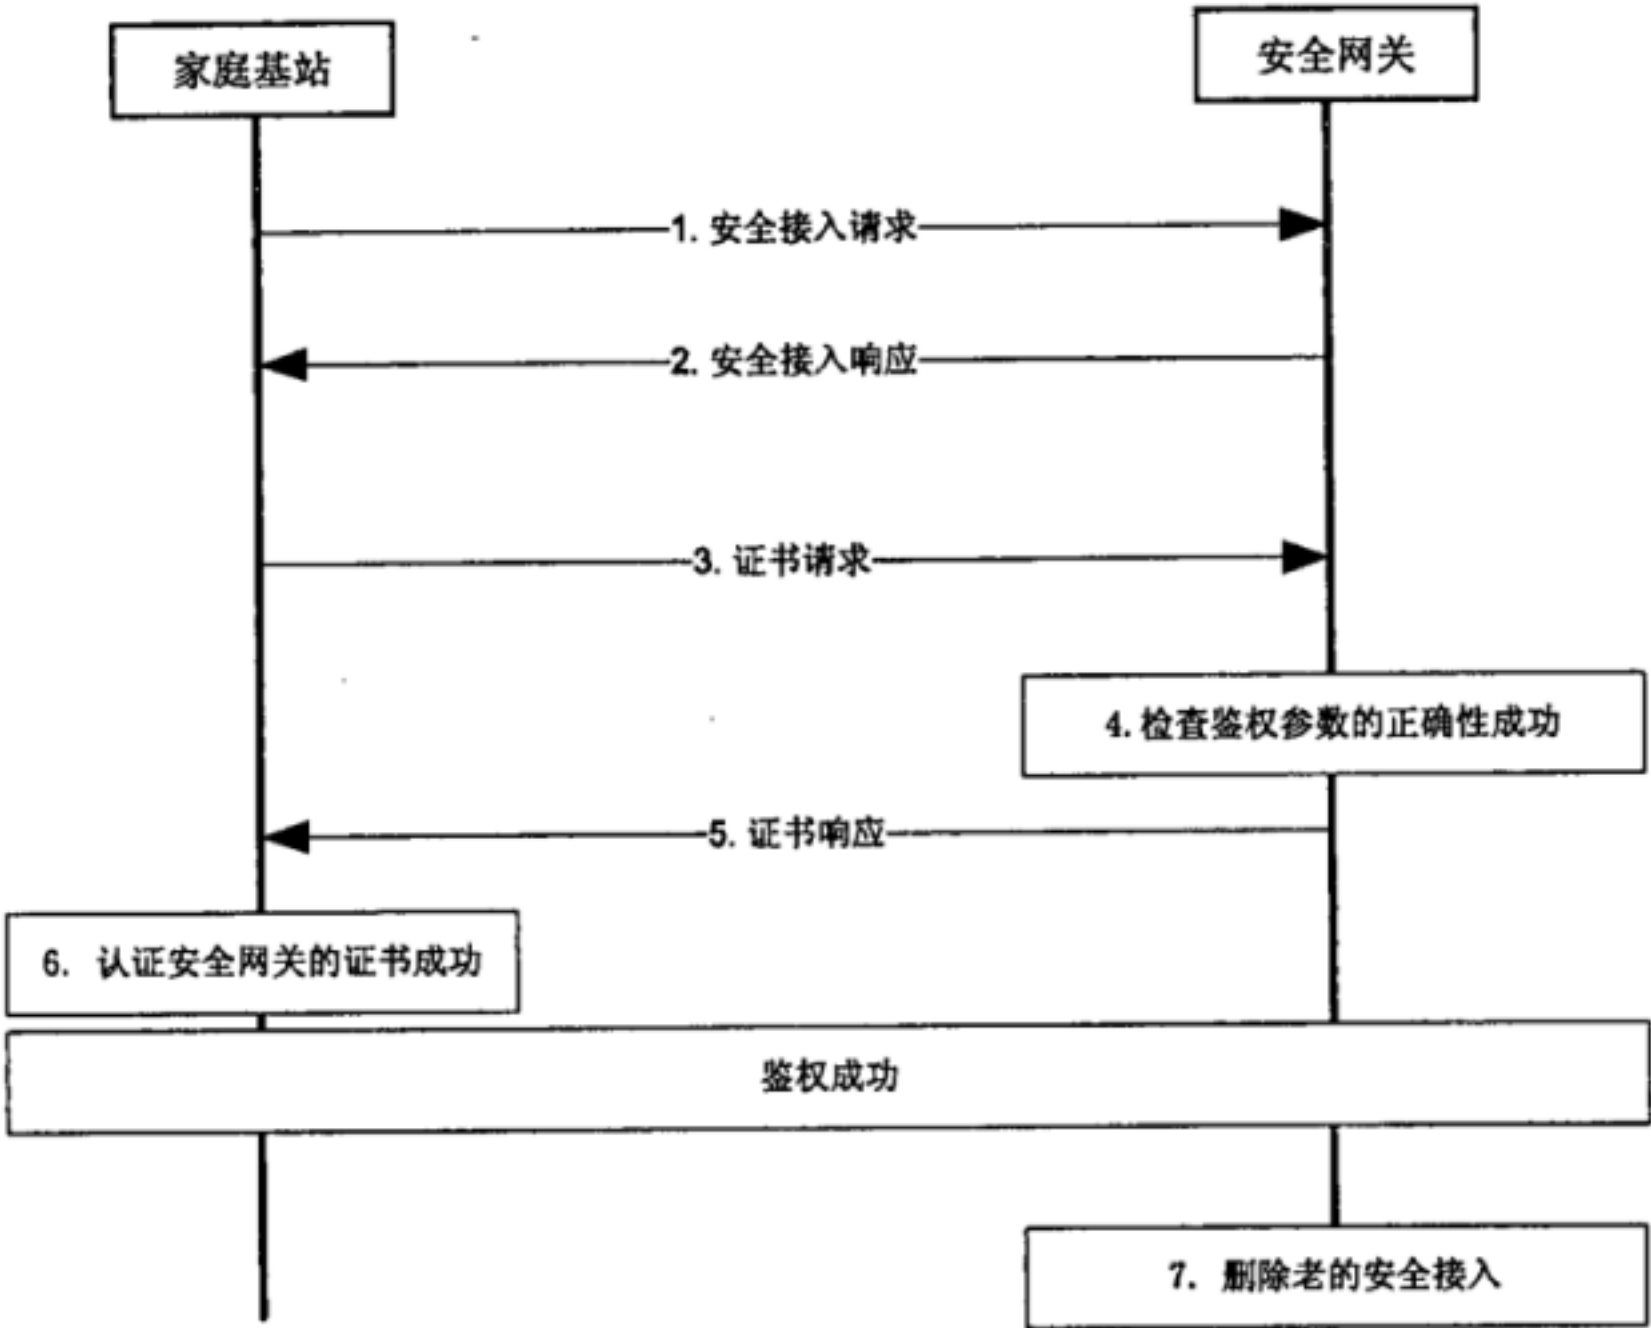 家庭基站
安全网关
1. 安全接入请求
2. 安全接入响应
3. 证书请求
4.检查鉴权参数的正确性成功
5. 证书响应
6. 认证安全网关的证书成功
鉴权成功
7. 删除老的安全接入